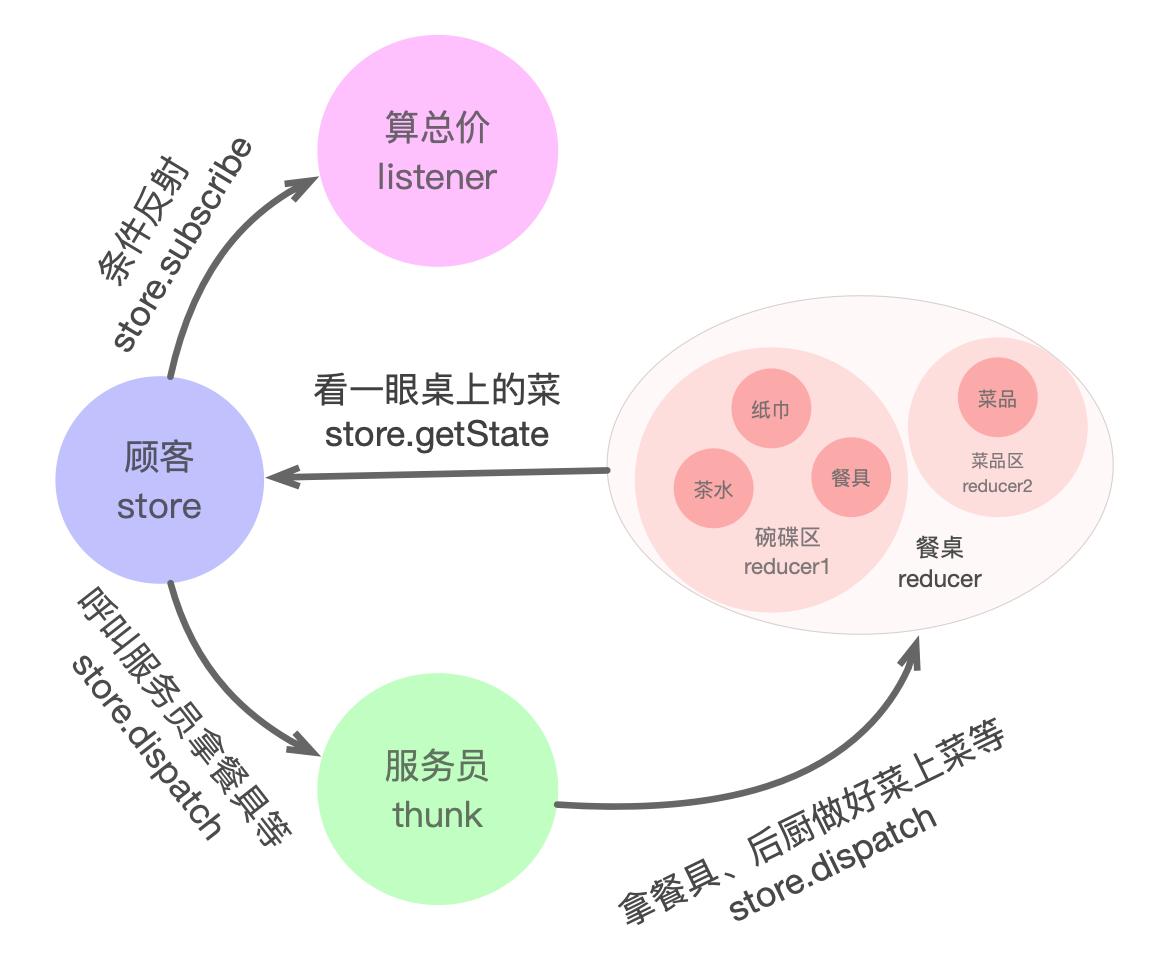 算总价
listener
条件反射
store.subscribe
看一眼桌上的菜
store.getState
顾客
store
纸巾
茶水
餐具
碗碟区
reducer1
菜品
菜品区
reducer2
餐桌
reducer
呼叫服务员拿餐具等
store.dispatch
服务员
thunk
拿餐具、后厨做好菜上菜等
store.dispatch